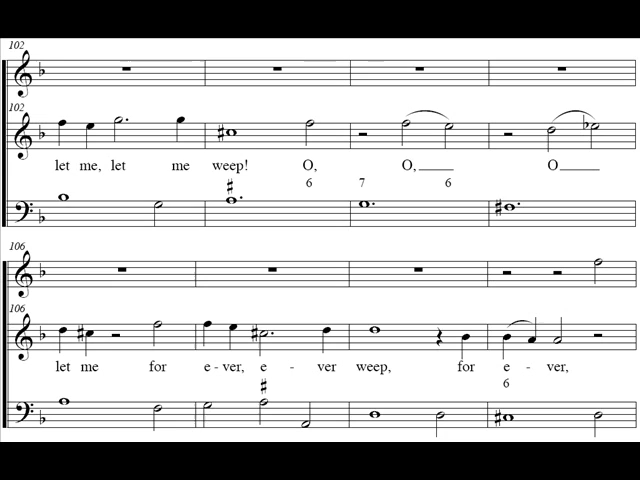 102
102
let me, let me weep! O, O, O
6 7 6
106
106
let me for e - ver, e - ver weep, for e - ver,
6